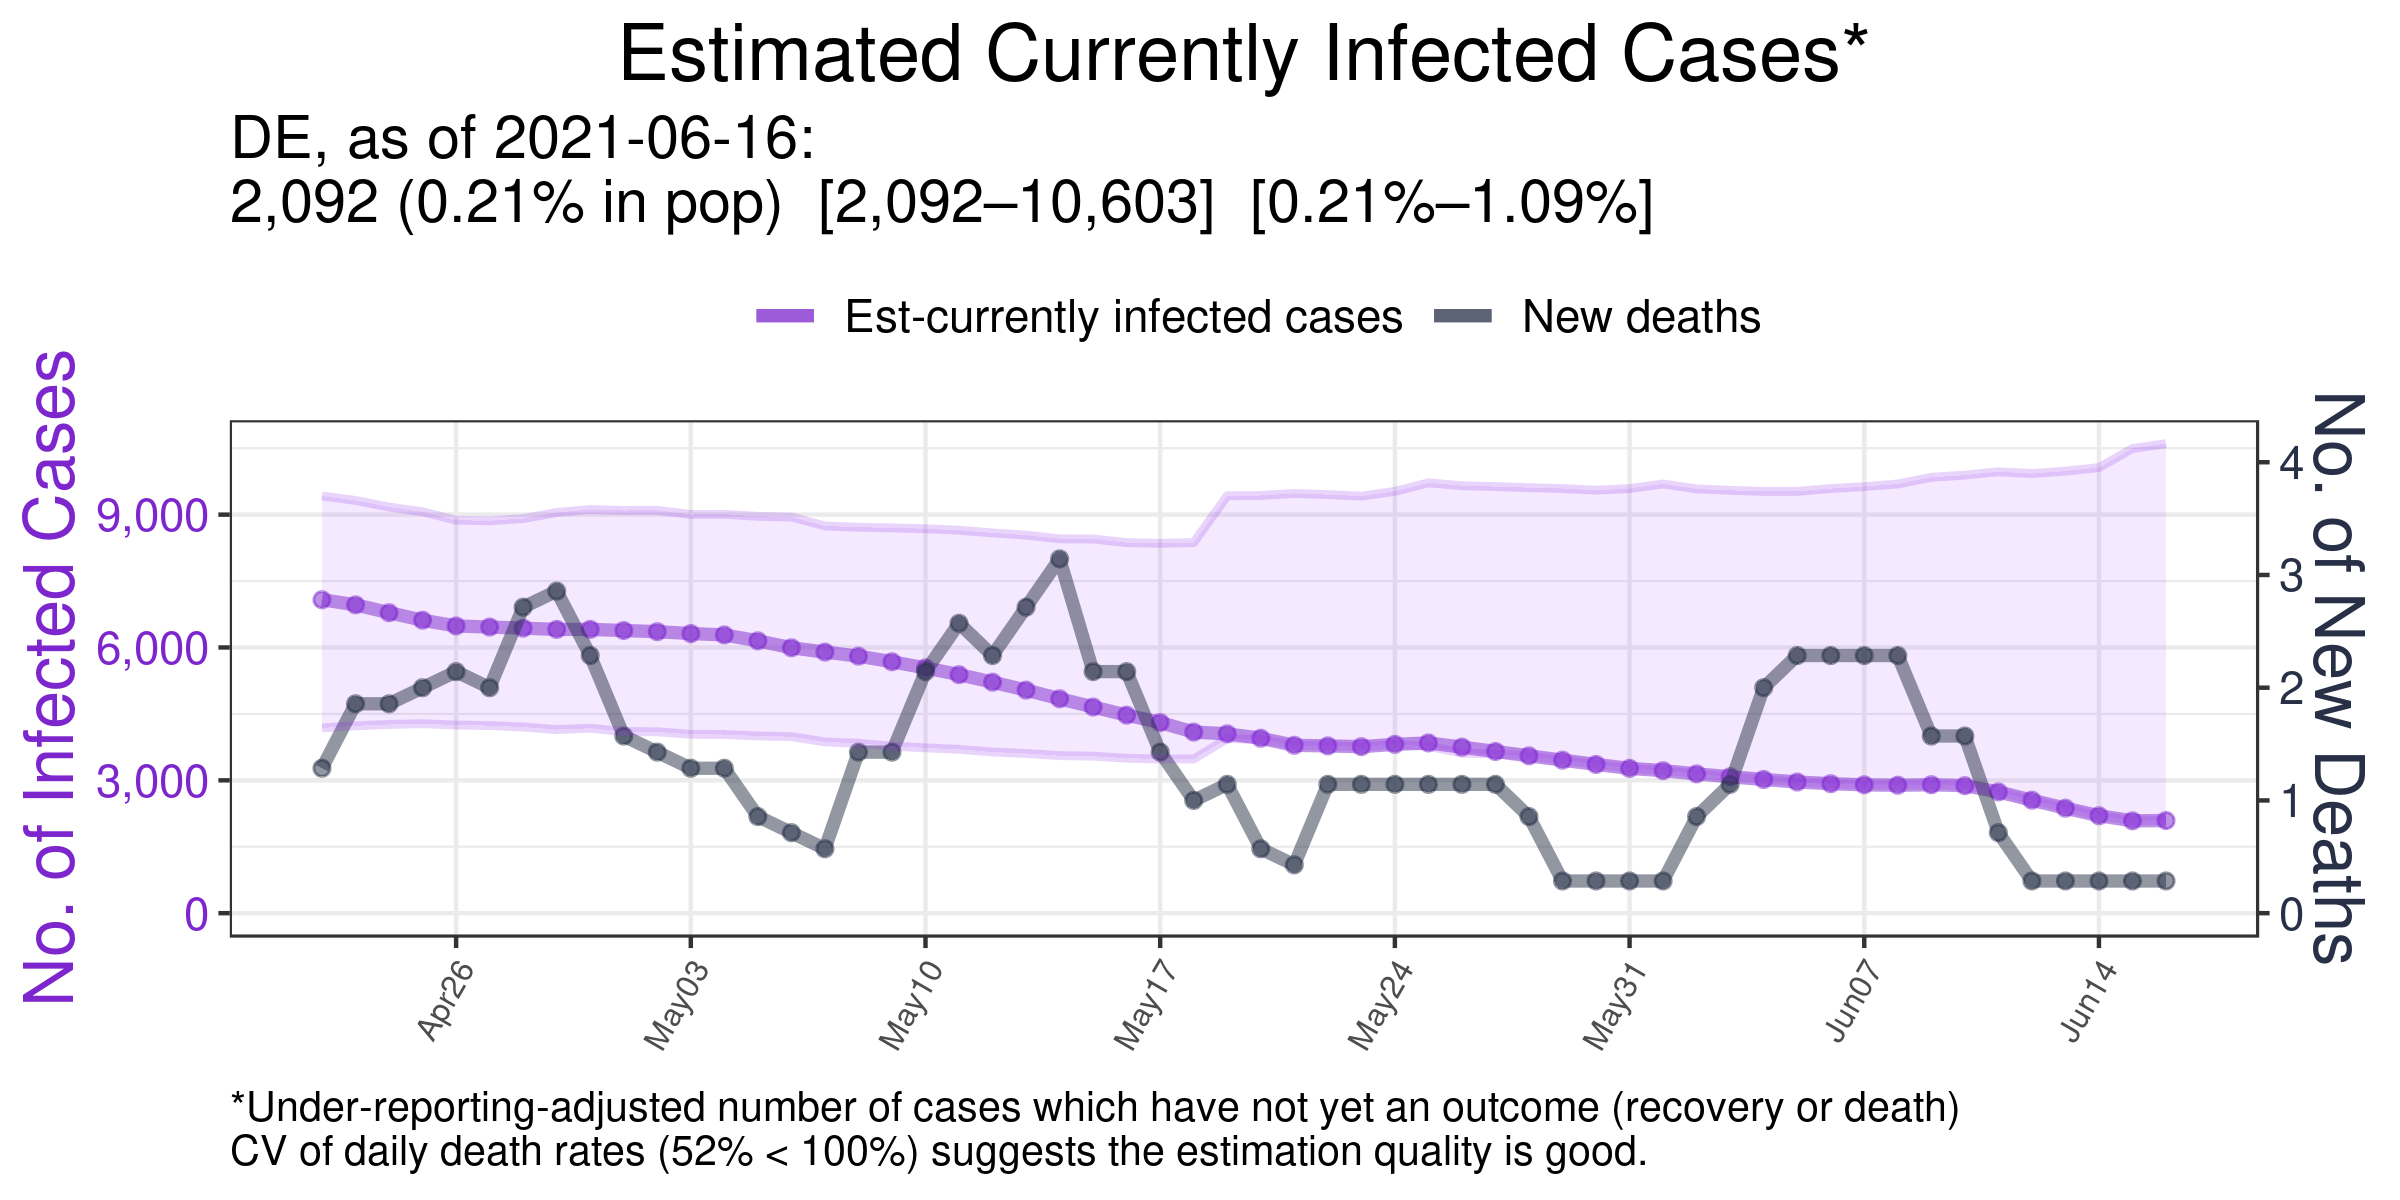 Estimated Currently Infected Cases*
DE, as of 2021-06-16:
2,092 (0.21% in pop)  [2,092–10,603]  [0.21%–1.09%]
Est-currently infected cases
New deaths
No. of Infected Cases
9,000
6,000
3,000
0
4
3
2
1
0
No. of New Deaths
Apr26
May03
May10
May17
May24
May31
Jun07
Jun14
*Under-reporting-adjusted number of cases which have not yet an outcome (recovery or death)
CV of daily death rates (52% < 100%) suggests the estimation quality is good.